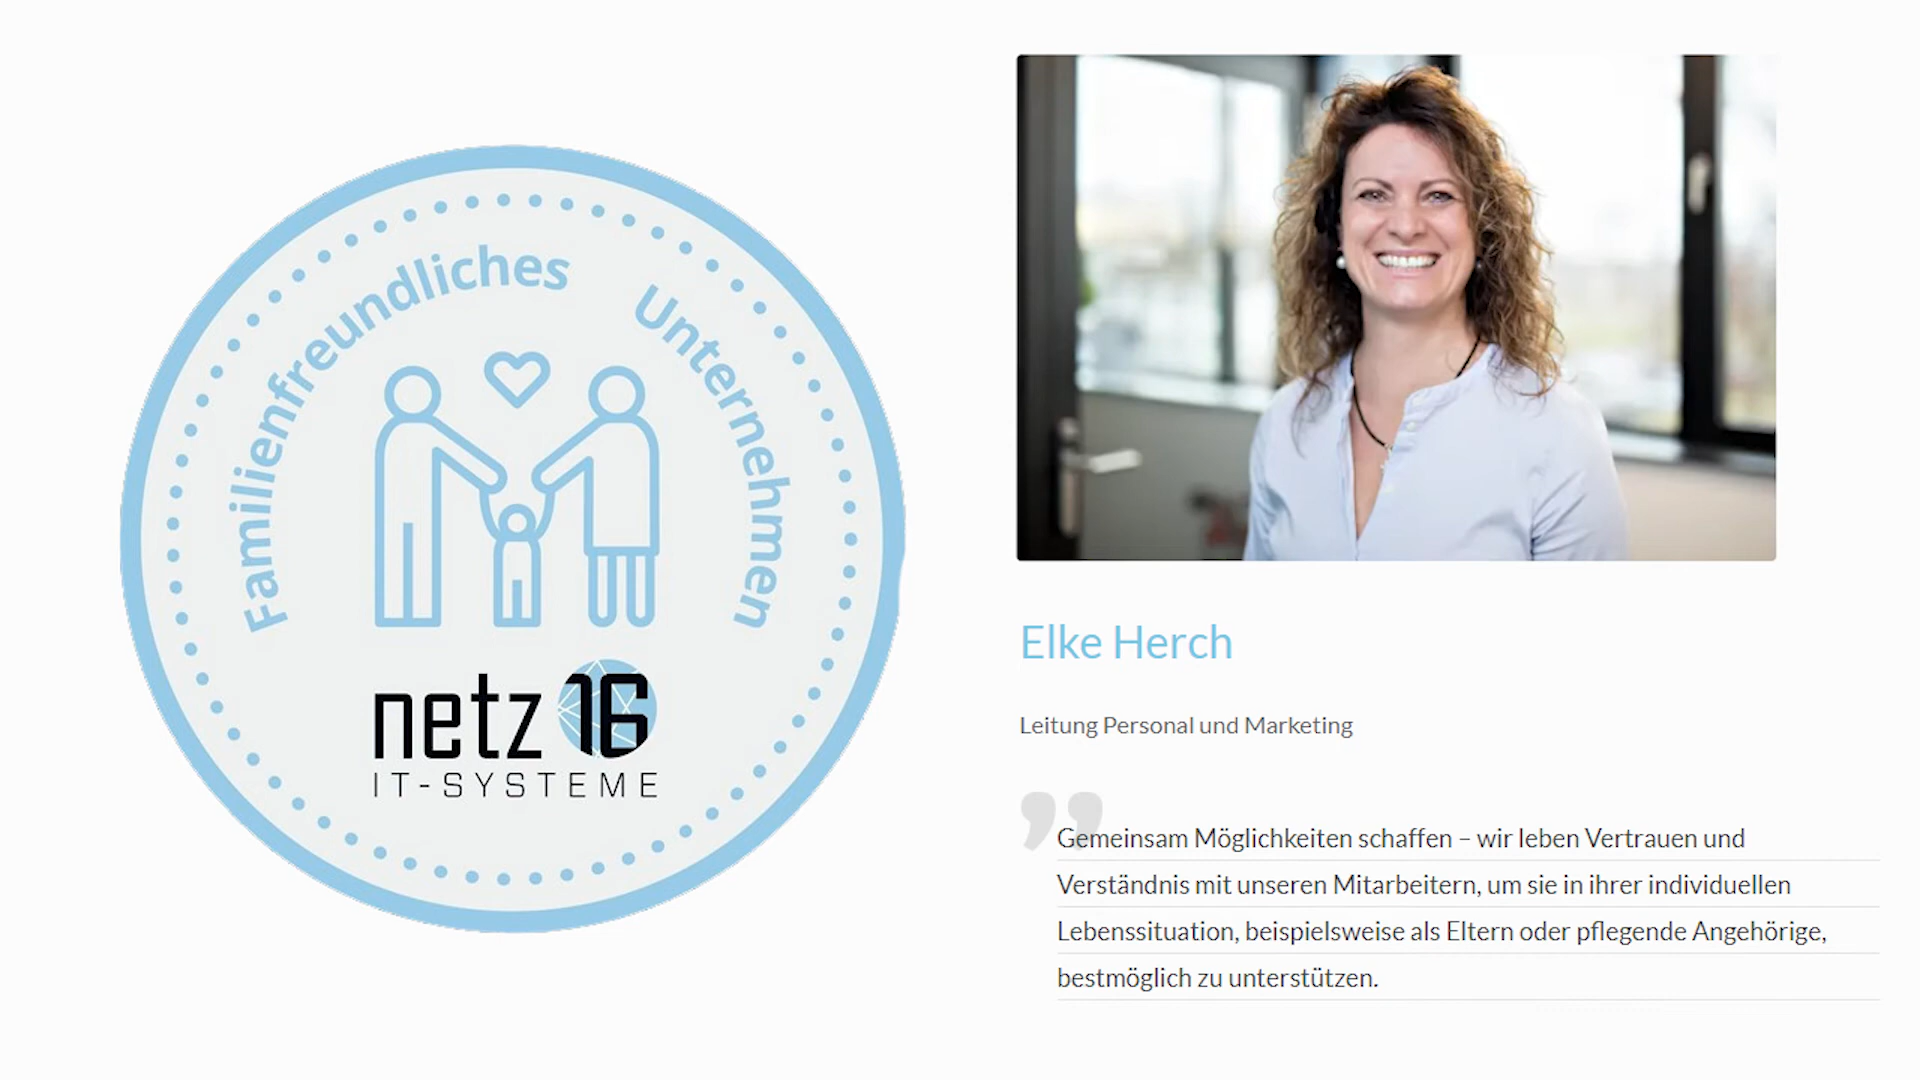 Familienfreundliches Unternehmen
netz 16
IT-SYSTEME
Elke Herch
Leitung Personal und Marketing
”
Gemeinsam Möglichkeiten schaffen – wir leben Vertrauen und
Verständnis mit unseren Mitarbeitern, um sie in ihrer individuellen
Lebenssituation, beispielsweise als Eltern oder pflegende Angehörige,
bestmöglich zu unterstützen.